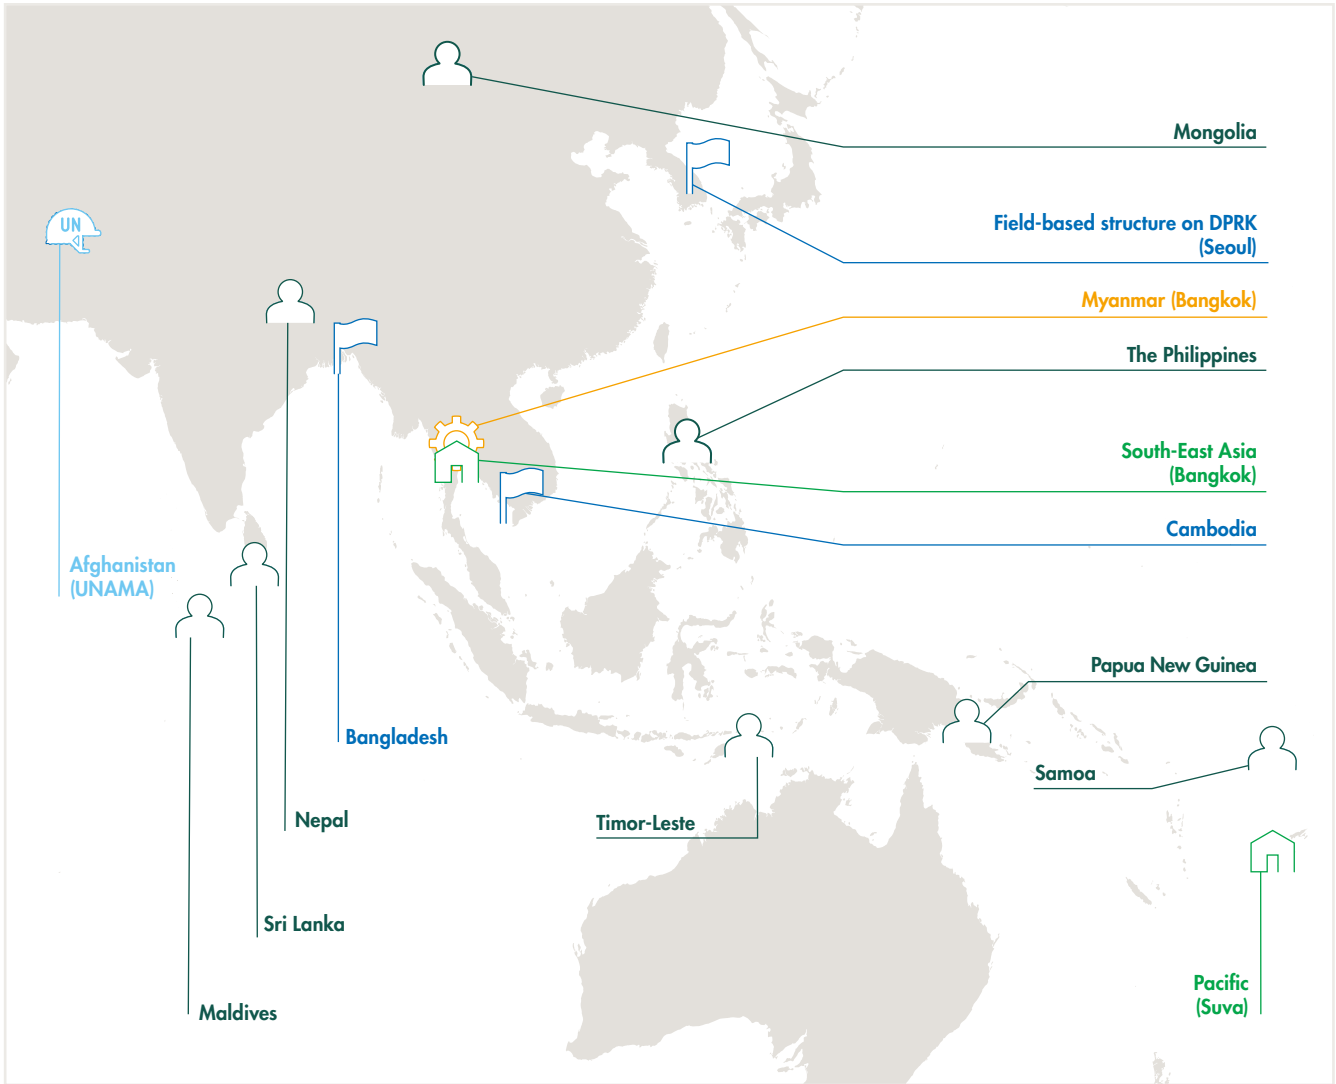 Mongolia
UN
Field-based structure on DPRK
(Seoul)
Myanmar (Bangkok)
The Philippines
South-East Asia
(Bangkok)
Cambodia
Afghanistan
(UNAMA)
Papua New Guinea
Bangladesh
Samoa
Nepal
Timor-Leste
Sri Lanka
Pacific
(Suva)
Maldives